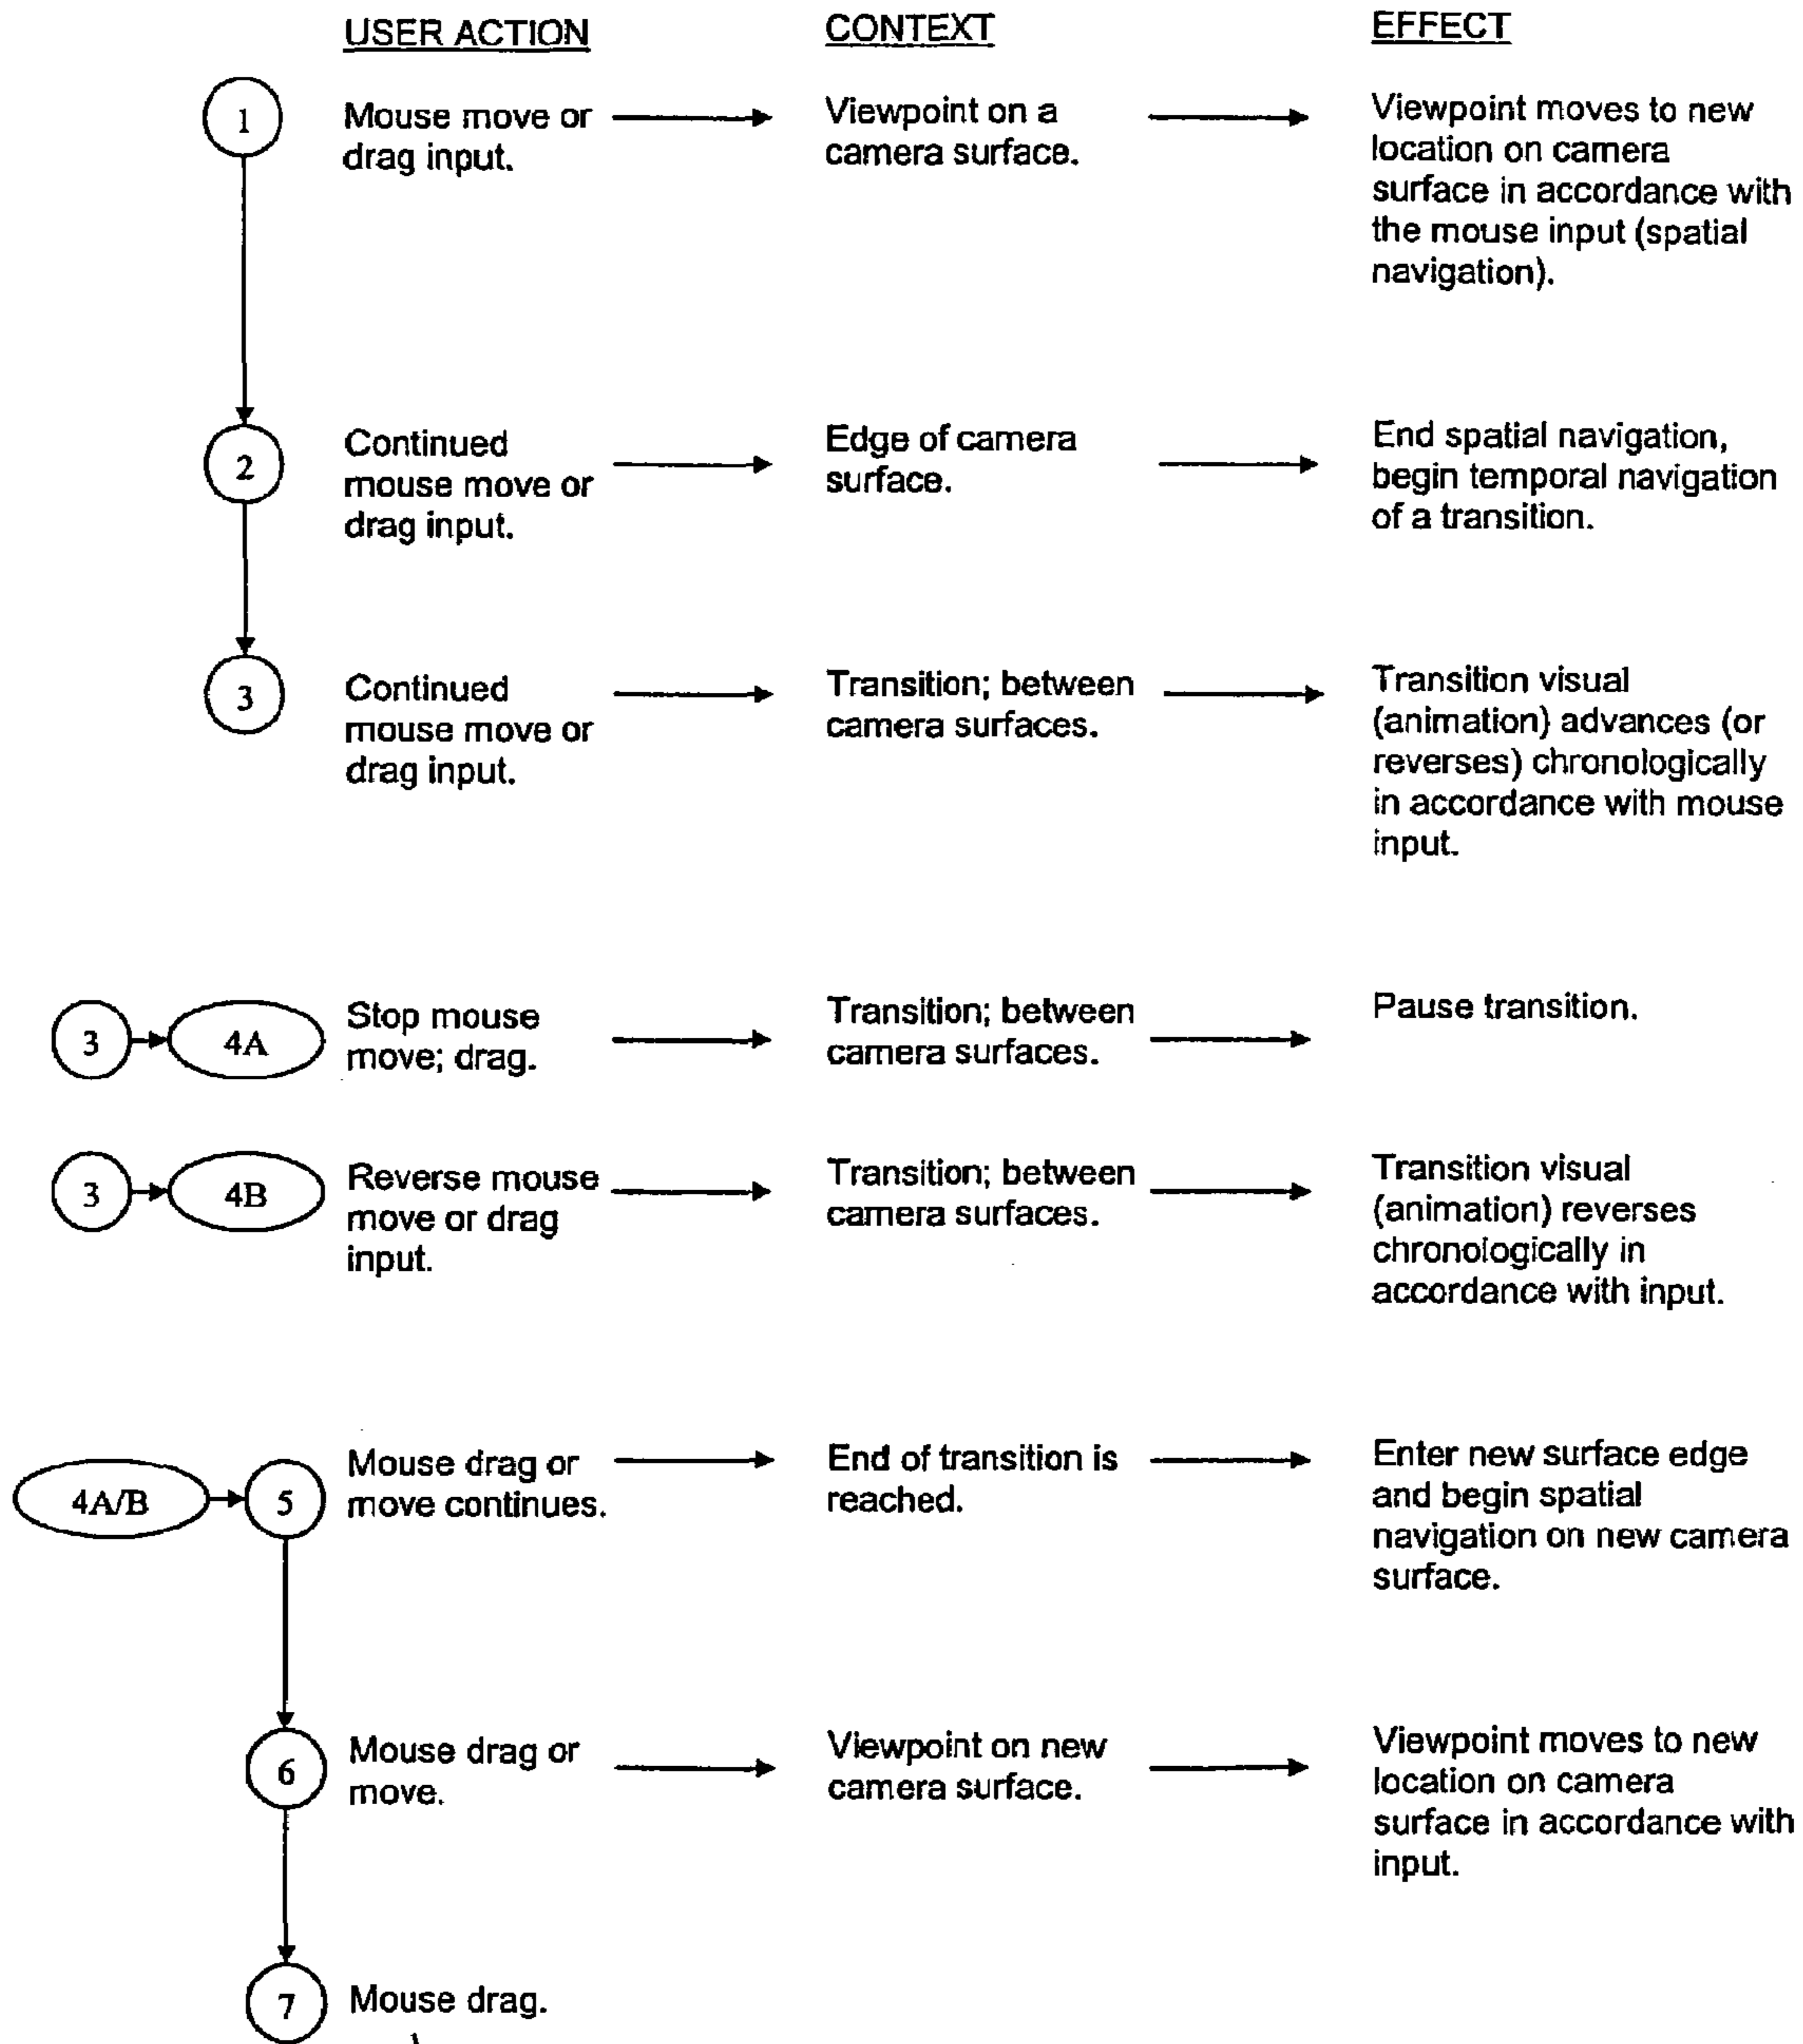 USER ACTION
CONTEXT
EFFECT
1
Mouse move or
drag input.
Viewpoint on a
camera surface.
Viewpoint moves to new
location on camera
surface in accordance with
the mouse input (spatial
navigation).
2
Continued
mouse move or
drag input.
Edge of camera
surface.
End spatial navigation,
begin temporal navigation
of a transition.
3
Continued
mouse move or
drag input.
Transition; between
camera surfaces.
Transition visual
(animation) advances (or
reverses) chronologically
in accordance with mouse
input.
3
4A
Stop mouse
move; drag.
Transition; between
camera surfaces.
Pause transition.
3
4B
Reverse mouse
move or drag
input.
Transition; between
camera surfaces.
Transition visual
(animation) reverses
chronologically in
accordance with input.
4A/B
5
Mouse drag or
move continues.
End of transition is
reached.
Enter new surface edge
and begin spatial
navigation on new camera
surface.
6
Mouse drag or
move.
Viewpoint on new
camera surface.
Viewpoint moves to new
location on camera
surface in accordance with
input.
7
Mouse drag.